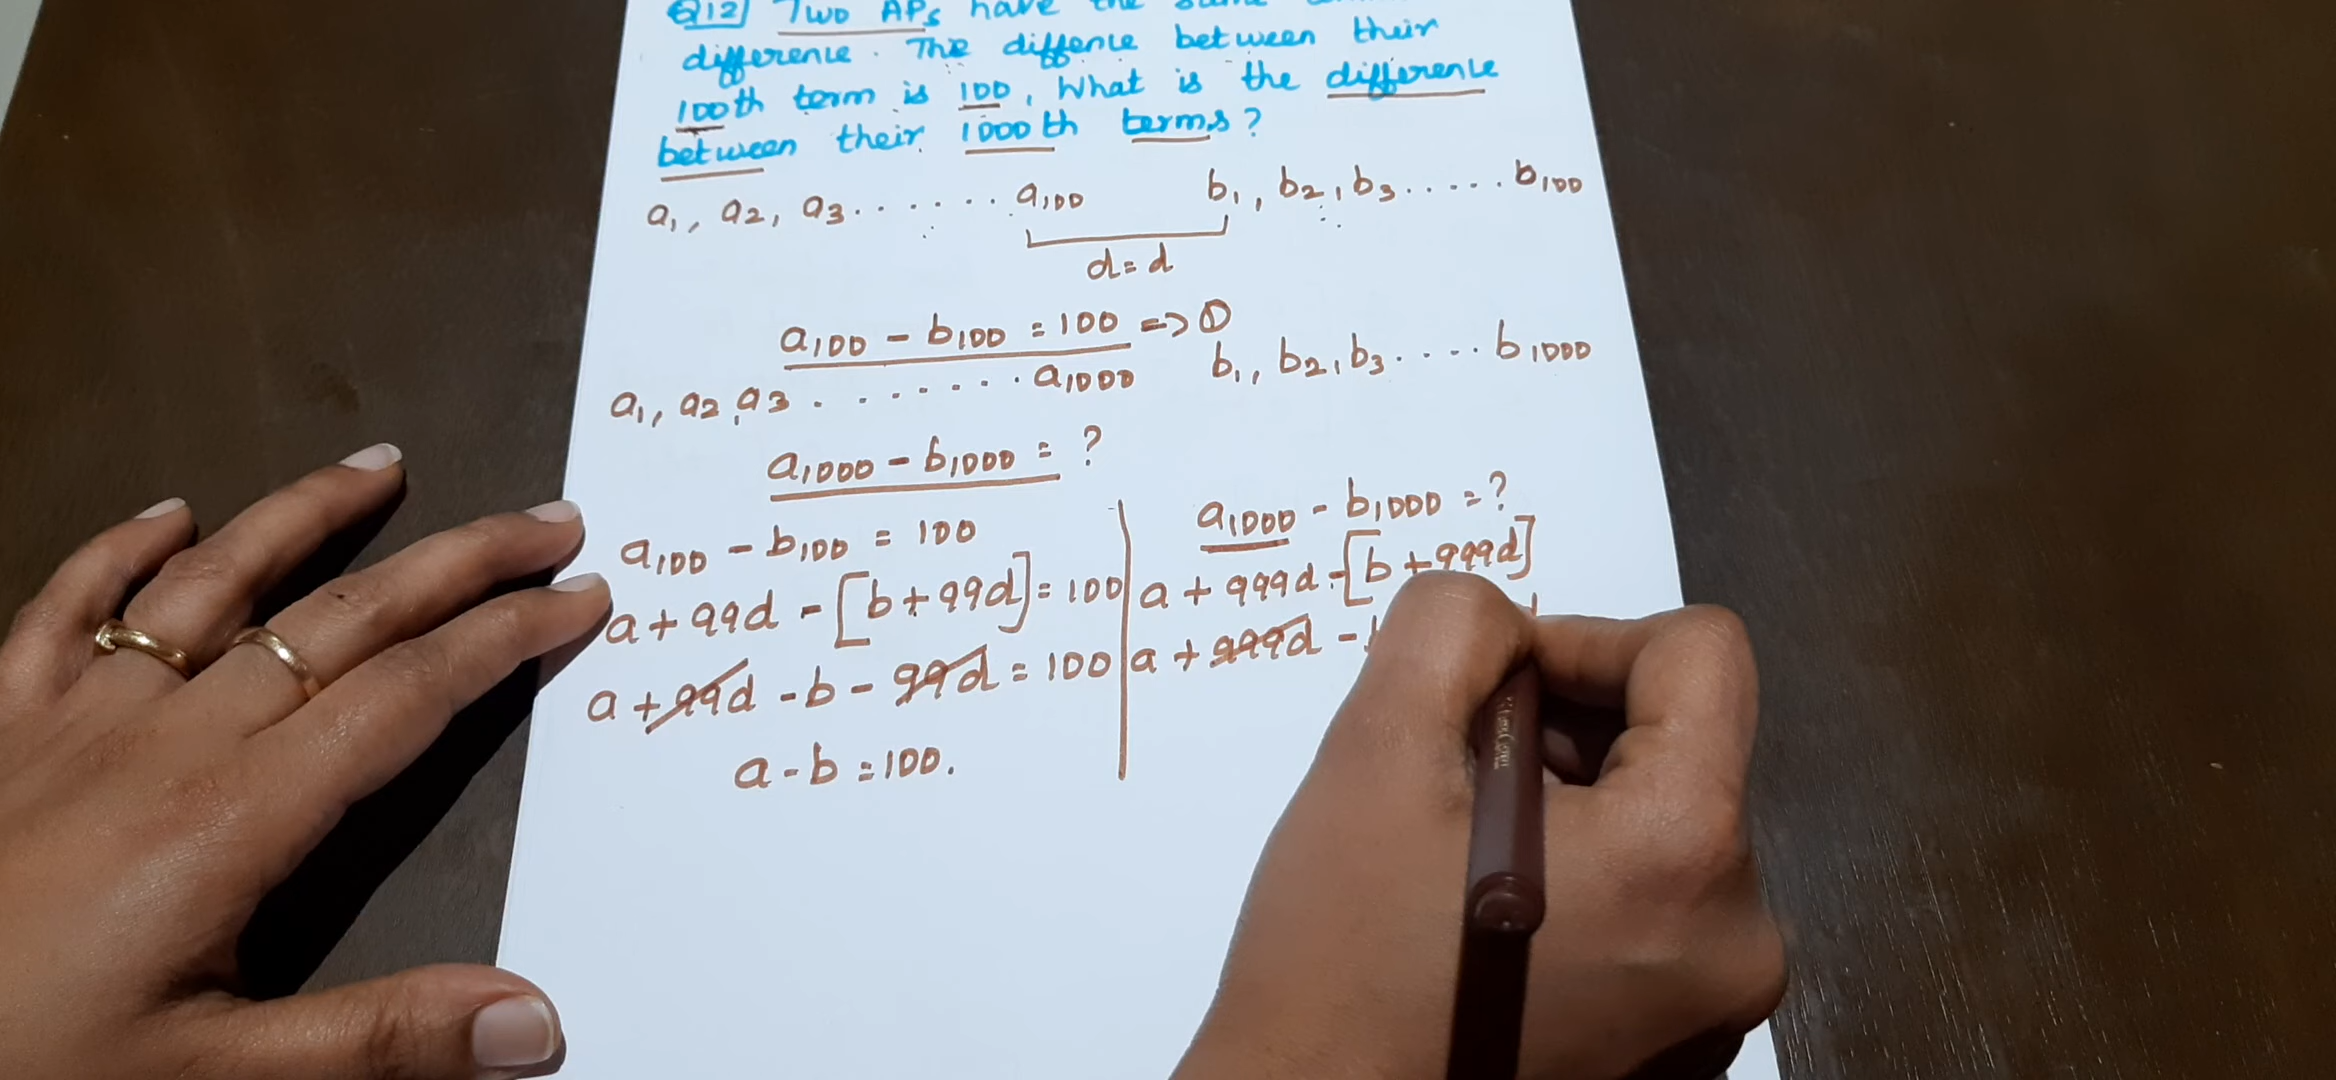 Q12] Two APs have the same
difference. The diffence between their
100th term is 100, What is the difference
between their 1000th terms?
a1, a2, a3....... a100 b1, b2, b3..... b100
d=d
a100 - b100 = 100 => ①
a1, a2, a3 ....... a1000 b1, b2, b3.... b1000
a1000 - b1000 = ?
a100 - b100 = 100
a + 99d - [b+99d] = 100
a + 99d - b - 99d = 100
a - b = 100.
a1000 - b1000 = ?
a + 999d - [b + 999d]
a + 999d -